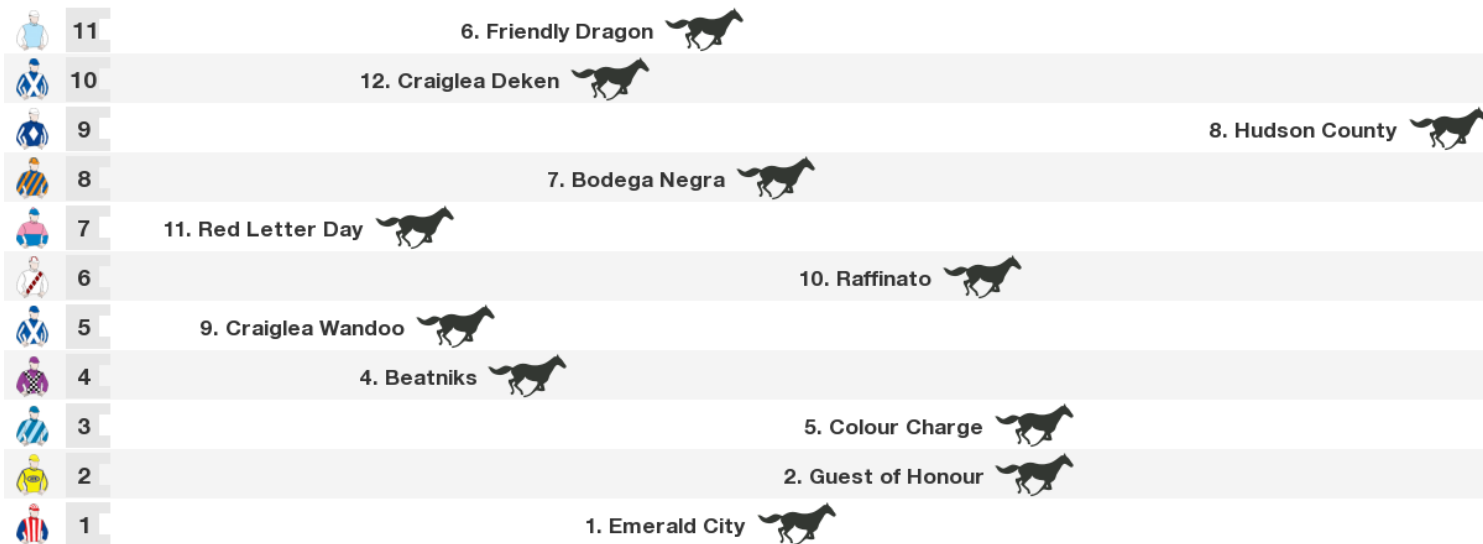 11 6. Friendly Dragon
10 12. Craiglea Deken
9 8. Hudson County
8 7. Bodega Negra
7 11. Red Letter Day
6 10. Raffinato
5 9. Craiglea Wandoo
4 4. Beatniks
3 5. Colour Charge
2 2. Guest of Honour
1 1. Emerald City